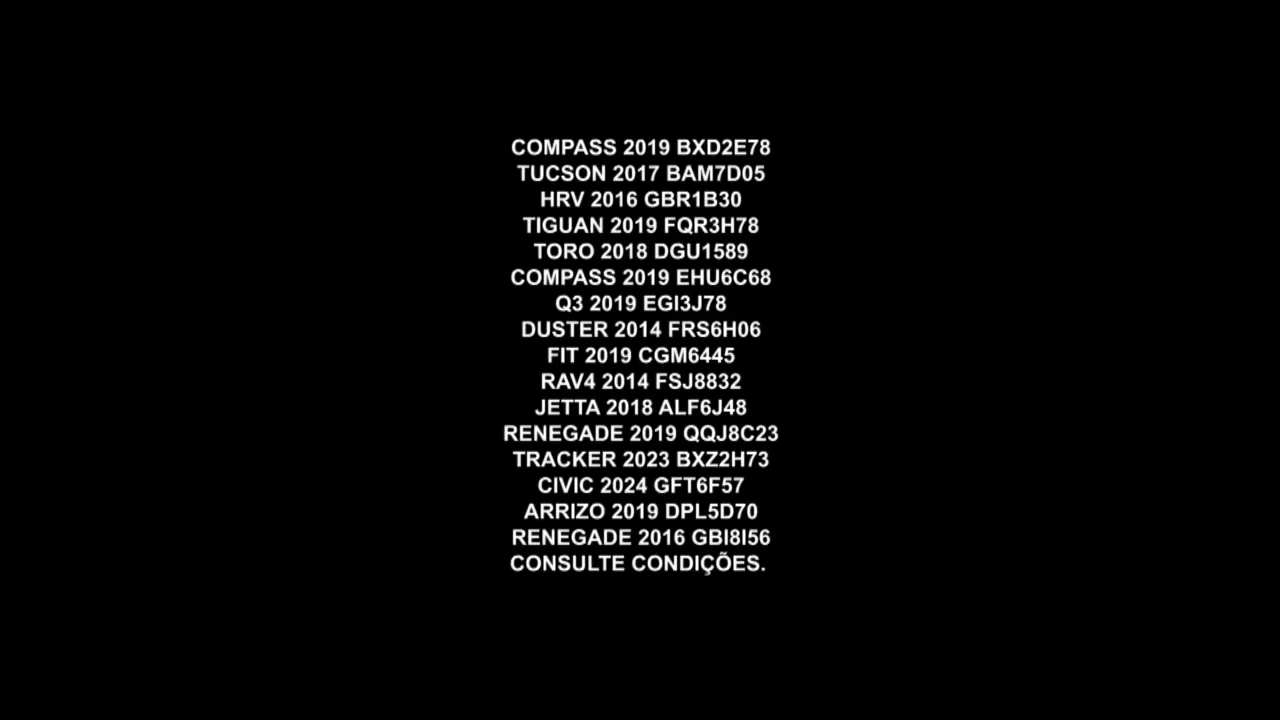 COMPASS 2019 BXD2E78
TUCSON 2017 BAM7D05
HRV 2016 GBR1B30
TIGUAN 2019 FQR3H78
TORO 2018 DGU1589
COMPASS 2019 EHU6C68
Q3 2019 EGI3J78
DUSTER 2014 FRS6H06
FIT 2019 CGM6445
RAV4 2014 FSJ8832
JETTA 2018 ALF6J48
RENEGADE 2019 QQJ8C23
TRACKER 2023 BXZ2H73
CIVIC 2024 GFT6F57
ARRIZO 2019 DPL5D70
RENEGADE 2016 GBI8I56
CONSULTE CONDIÇÕES.